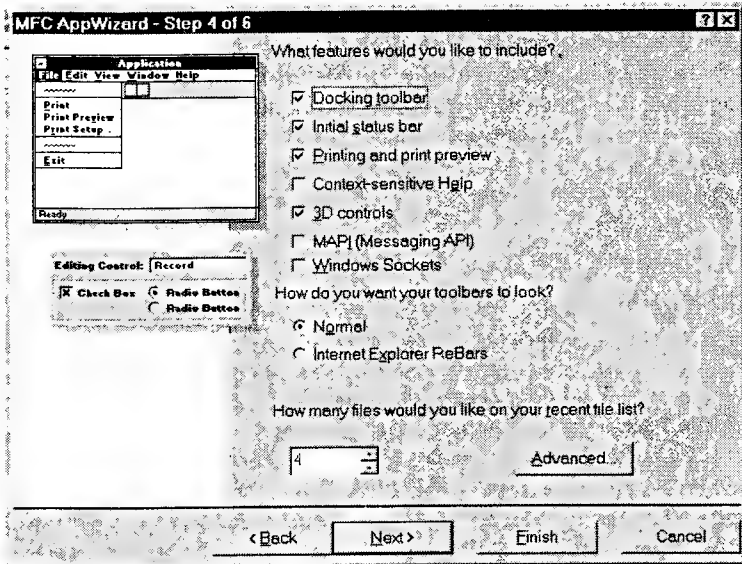 MFC AppWizard - Step 4 of 6
Application
File Edit View Window Help
Print
Print Preview
Print Setup .
Exit
Ready
Editing Control: Record
Check Box
Radio Button
Radio Button
What features would you like to include?
Docking toolbar
Initial status bar
Printing and print preview
Context-sensitive Help
3D controls
MAPI (Messaging API)
Windows Sockets
How do you want your toolbars to look?
Normal
Internet Explorer ReBars
How many files would you like on your recent file list?
4
Advanced...
< Back
Next >
Finish
Cancel